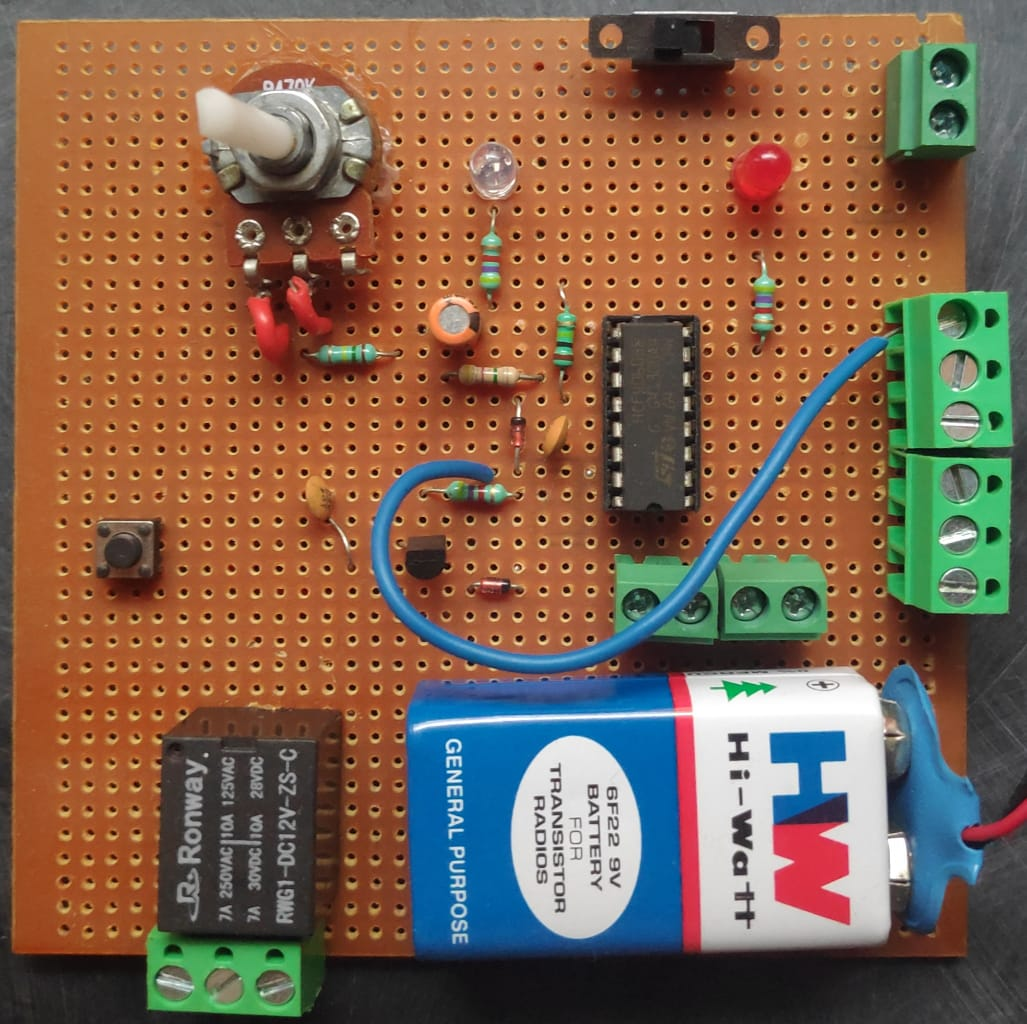 Ronway.
7A 250VAC 10A 125VAC
7A 30VDC 10A 28VDC
RWG1-DC12V-ZS-C
GENERAL PURPOSE
6F22 9V
BATTERY
FOR
TRANSISTOR
RADIOS
HW
Hi-Watt
+